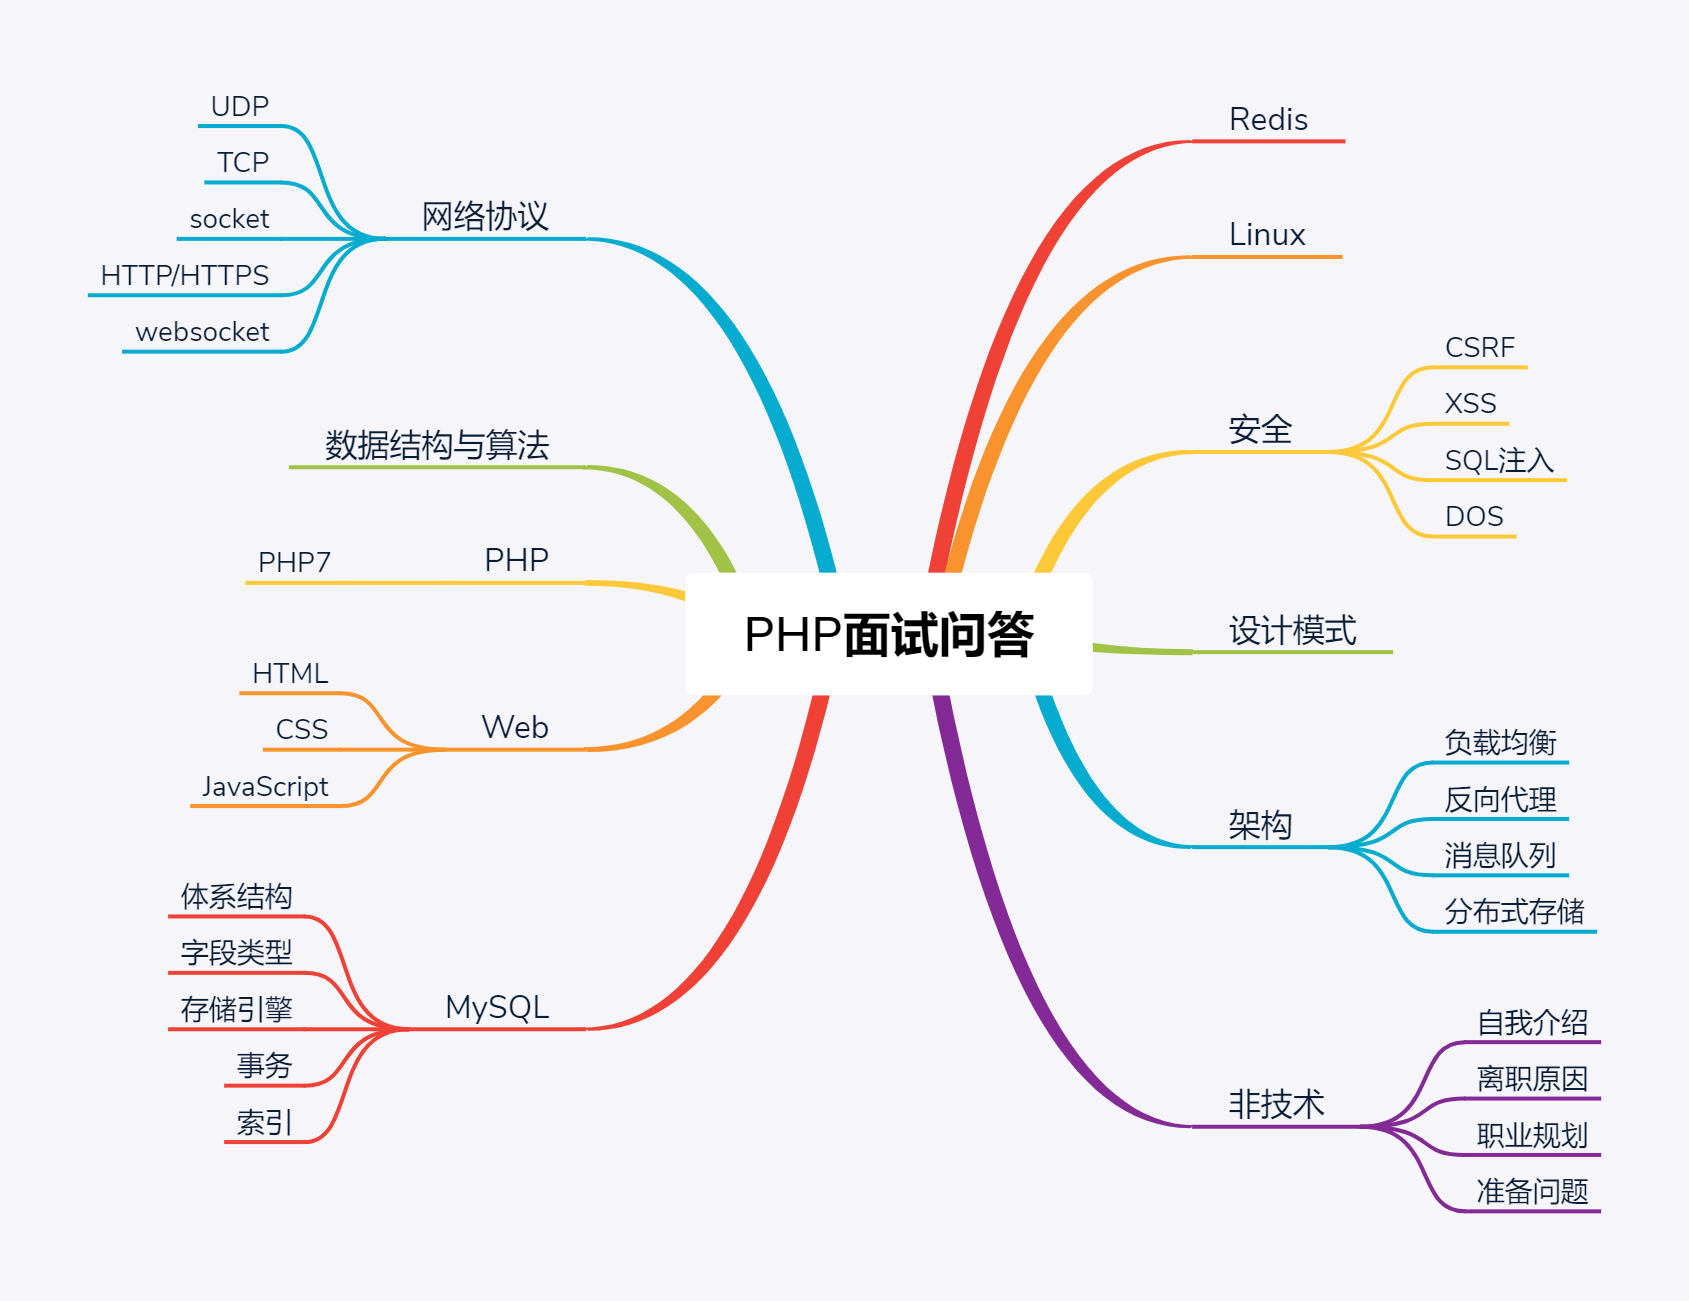 PHP面试问答
网络协议
UDP
TCP
socket
HTTP/HTTPS
websocket
数据结构与算法
PHP
PHP7
Web
HTML
CSS
JavaScript
MySQL
体系结构
字段类型
存储引擎
事务
索引
Redis
Linux
安全
CSRF
XSS
SQL注入
DOS
设计模式
架构
负载均衡
反向代理
消息队列
分布式存储
非技术
自我介绍
离职原因
职业规划
准备问题